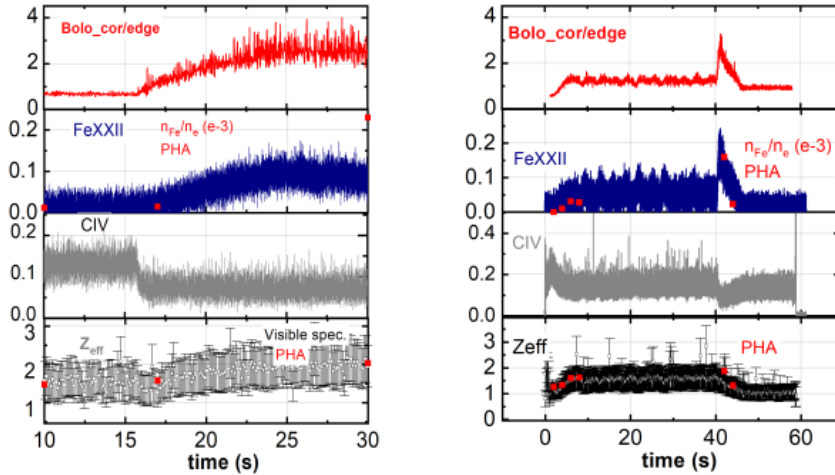 Bolo_cor/edge
4
2
0
FeXXII
n_Fe/n_e (e-3)
PHA
0.2
0.1
0.0
CIV
0.1
0.0
Z_eff
Visible spec.
PHA
3
2
1
10 15 20 25 30
time (s)
Bolo_cor/edge
4
2
0
FeXXII
n_Fe/n_e (e-3)
PHA
0.2
0.1
0.0
CIV
0.4
0.2
0.0
Zeff
PHA
3
2
1
0
0 20 40 60
time (s)